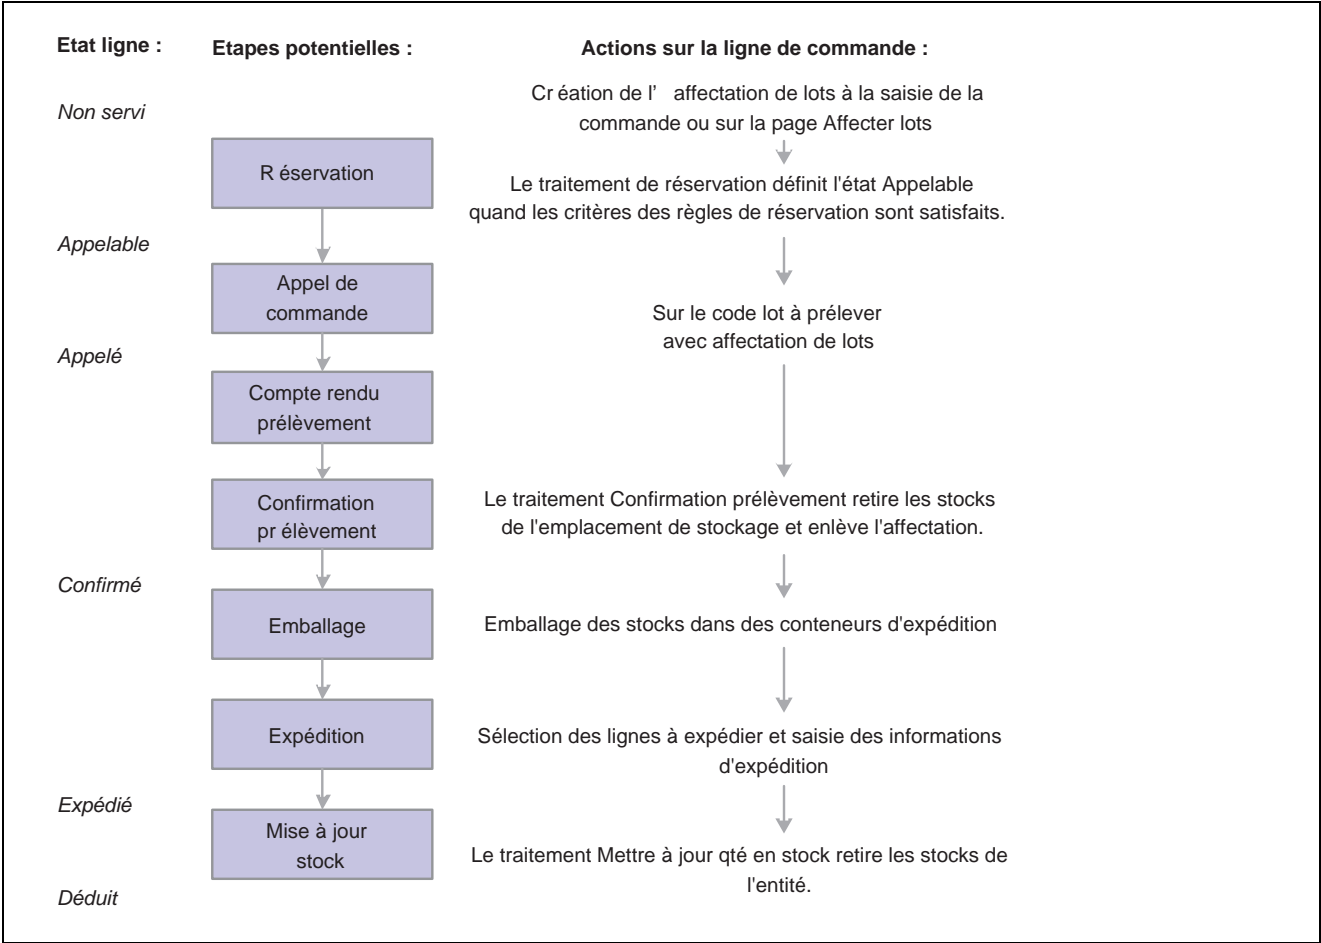 Etat ligne :
Etapes potentielles :
Actions sur la ligne de commande :
Non servi
Cr éation de l’ affectation de lots à la saisie de la
commande ou sur la page Affecter lots
R éservation
Le traitement de réservation définit l'état Appelable
quand les critères des règles de réservation sont satisfaits.
Appelable
Appel de
commande
Sur le code lot à prélever
avec affectation de lots
Appelé
Compte rendu
prélèvement
Confirmation
pr élèvement
Le traitement Confirmation prélèvement retire les stocks
de l'emplacement de stockage et enlève l'affectation.
Confirmé
Emballage
Emballage des stocks dans des conteneurs d'expédition
Expédition
Sélection des lignes à expédier et saisie des informations
d'expédition
Expédié
Mise à jour
stock
Le traitement Mettre à jour qté en stock retire les stocks de
l'entité.
Déduit